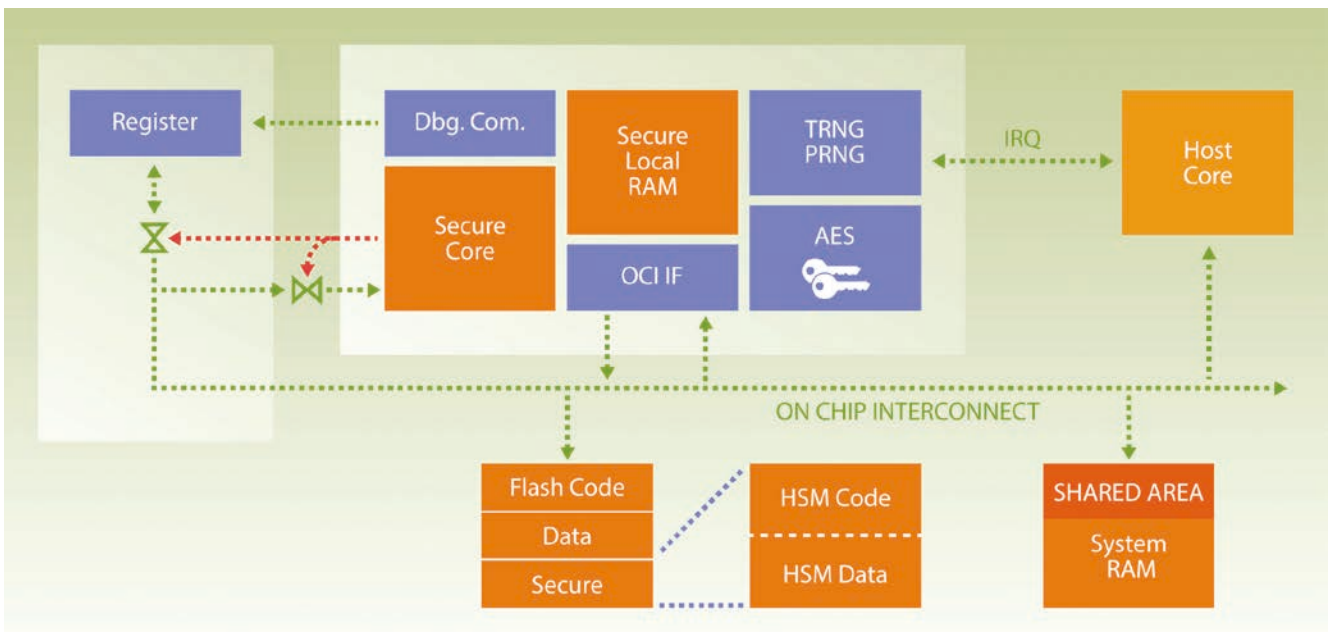 Register
Dbg. Com.
Secure
Core
Secure
Local
RAM
OCI IF
TRNG
PRNG
AES
IRQ
Host
Core
ON CHIP INTERCONNECT
Flash Code
Data
Secure
HSM Code
HSM Data
SHARED AREA
System
RAM